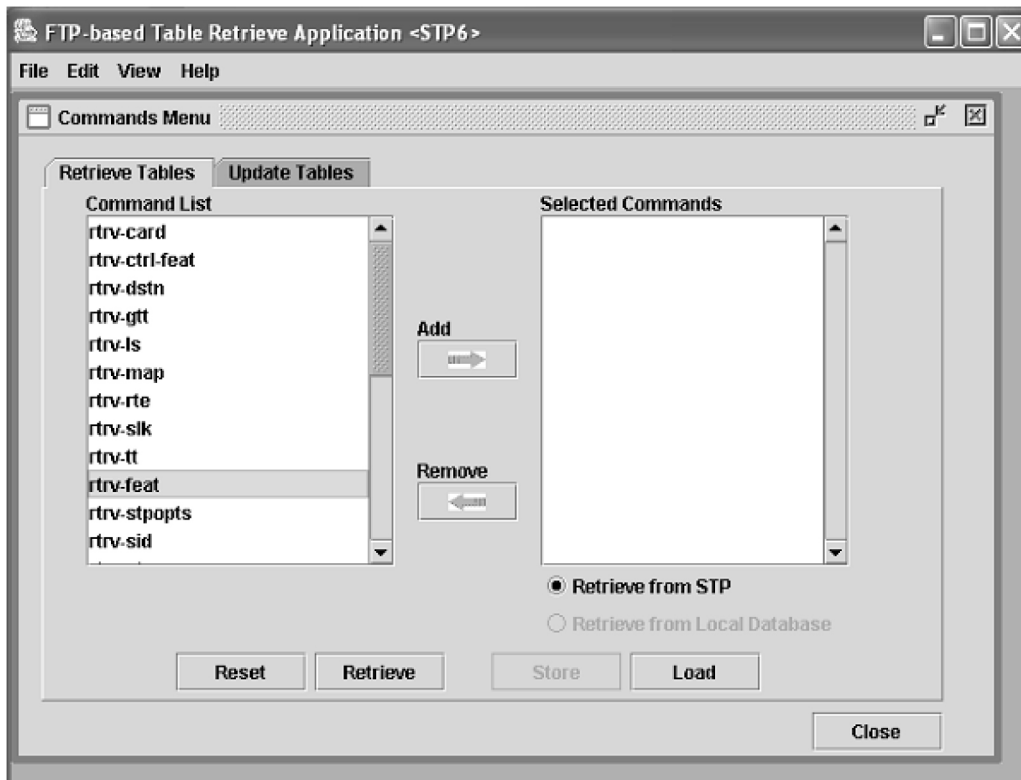 FTP-based Table Retrieve Application <STP6>
File Edit View Help
Commands Menu
Retrieve Tables Update Tables
Command List Selected Commands
rtrv-card
rtrv-ctrl-feat
rtrv-dstn
rtrv-gtt
rtrv-ls
rtrv-map
rtrv-rte
rtrv-slk
rtrv-tt
rtrv-feat
rtrv-stpopts
rtrv-sid
Add
Remove
Retrieve from STP
Retrieve from Local Database
Reset Retrieve Store Load
Close